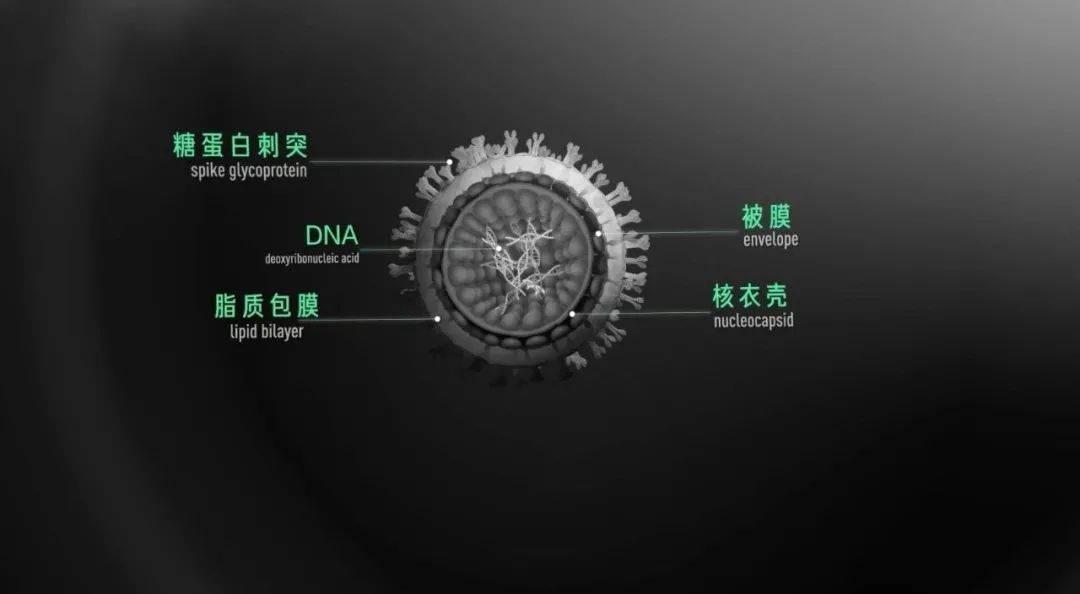 糖蛋白刺突
spike glycoprotein
DNA
deoxyribonucleic acid
脂质包膜
lipid bilayer
被膜
envelope
核衣壳
nucleocapsid